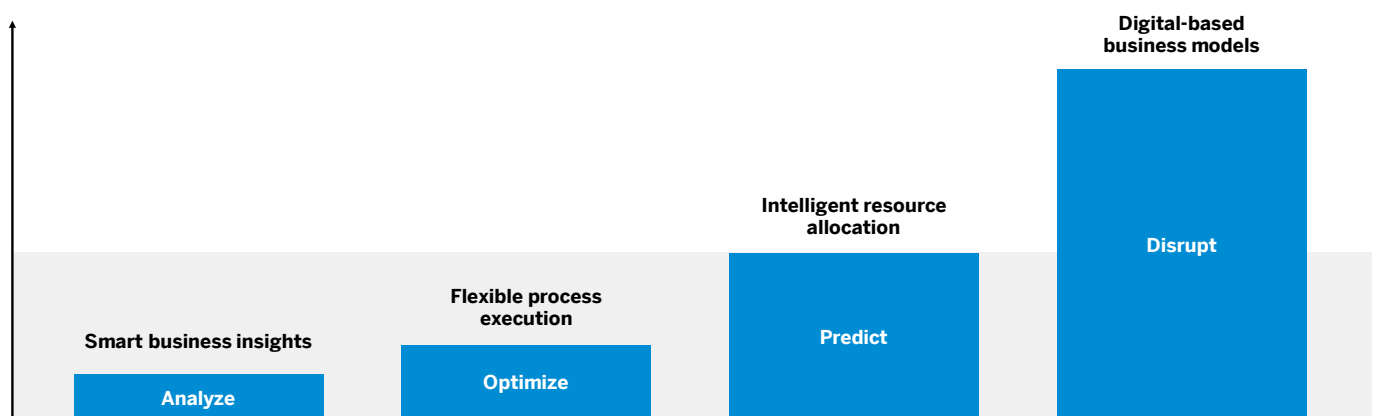 Digital-based
business models
Disrupt
Intelligent resource
allocation
Predict
Flexible process
execution
Optimize
Smart business insights
Analyze